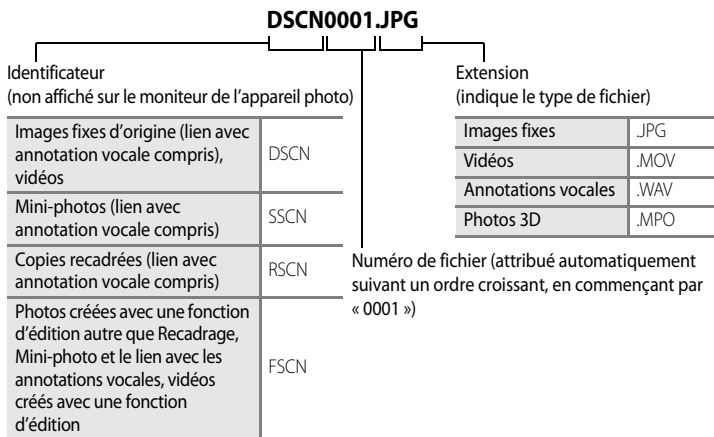 DSCN0001.JPG
Identificateur
(non affiché sur le moniteur de l'appareil photo)
Images fixes d'origine (lien avec
annotation vocale compris),
vidéos
DSCN
Mini-photos (lien avec
annotation vocale compris)
SSCN
Copies recadrées (lien avec
annotation vocale compris)
RSCN
Photos créées avec une fonction
d'édition autre que Recadrage,
Mini-photo et le lien avec les
annotations vocales, vidéos
créés avec une fonction
d'édition
FSCN
Extension
(indique le type de fichier)
Images fixes .JPG
Vidéos .MOV
Annotations vocales .WAV
Photos 3D .MPO
Numéro de fichier (attribué automatiquement
suivant un ordre croissant, en commençant par
« 0001 »)